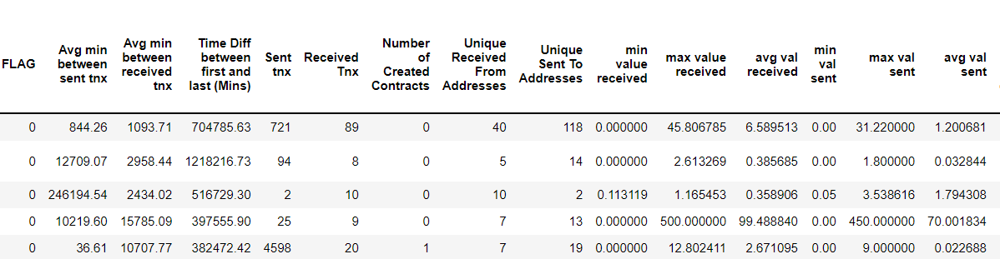 FLAG Avg min between sent tnx Avg min between received tnx Time Diff between first and last (Mins) Sent tnx Received Tnx Number of Created Contracts Unique Received From Addresses Unique Sent To Addresses min value received max value received avg val received min val sent max val sent avg val sent
0 844.26 1093.71 704785.63 721 89 0 40 118 0.000000 45.806785 6.589513 0.00 31.220000 1.200681
0 12709.07 2958.44 1218216.73 94 8 0 5 14 0.000000 2.613269 0.385685 0.00 1.800000 0.032844
0 246194.54 2434.02 516729.30 2 10 0 10 2 0.113119 1.165453 0.358906 0.05 3.538616 1.794308
0 10219.60 15785.09 397555.90 25 9 0 7 13 0.000000 500.000000 99.488840 0.00 450.000000 70.001834
0 36.61 10707.77 382472.42 4598 20 1 7 19 0.000000 12.802411 2.671095 0.00 9.000000 0.022688